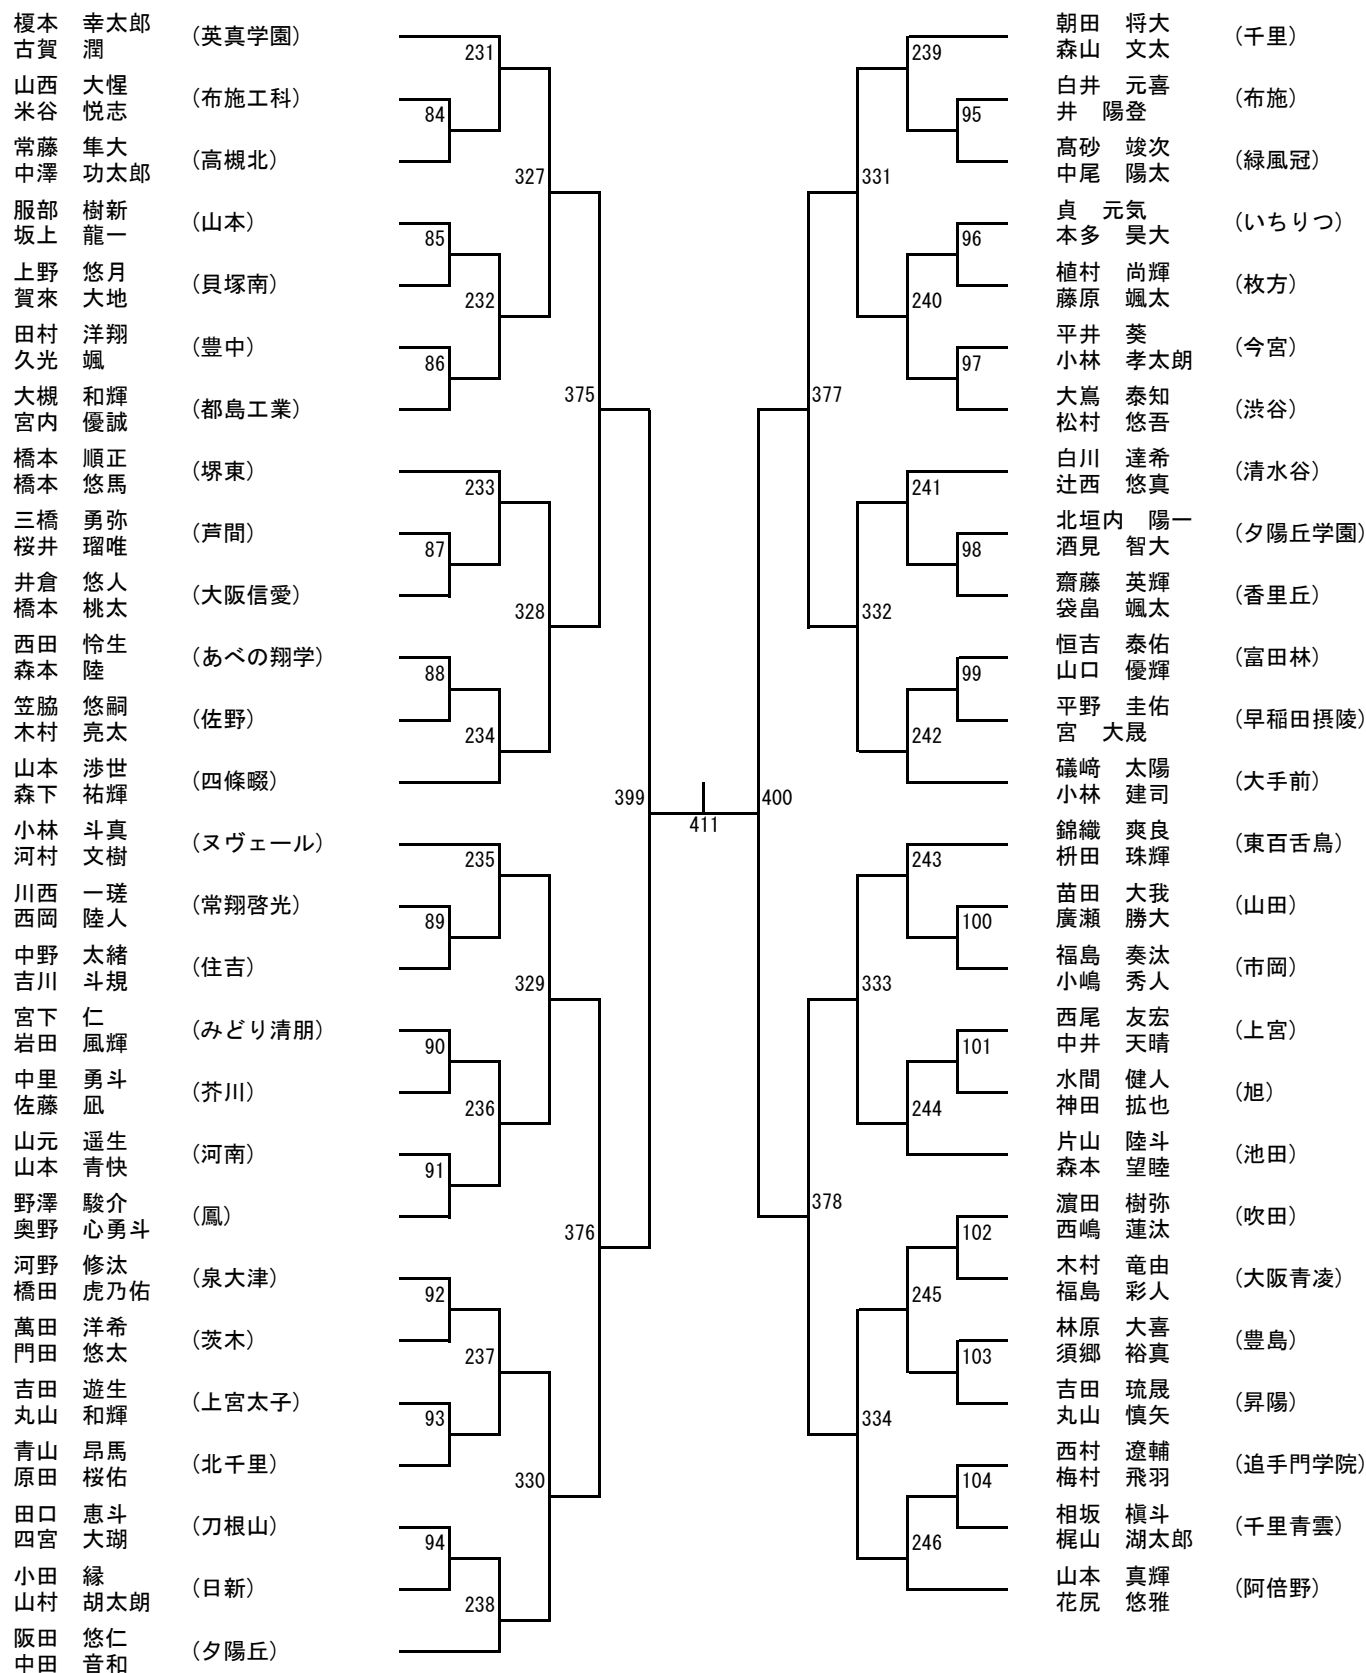 榎本　幸太郎
古賀　潤
(英真学園)
山西　大惺
米谷　悦志
(布施工科)
常藤　隼大
中澤　功太郎
(高槻北)
服部　樹新
坂上　龍一
(山本)
上野　悠月
賀來　大地
(貝塚南)
田村　洋翔
久光　颯
(豊中)
大槻　和輝
宮内　優誠
(都島工業)
橋本　順正
橋本　悠馬
(堺東)
三橋　勇弥
桜井　瑠唯
(芦間)
井倉　悠人
橋本　桃太
(大阪信愛)
西田　怜生
森本　陸
(あべの翔学)
笠脇　悠嗣
木村　亮太
(佐野)
山本　渉世
森下　祐輝
(四條畷)
小林　斗真
河村　文樹
(ヌヴェール)
川西　一瑳
西岡　陸人
(常翔啓光)
中野　太緒
吉川　斗規
(住吉)
宮下　仁
岩田　風輝
(みどり清朋)
中里　勇斗
佐藤　凪
(芥川)
山元　遥生
山本　青快
(河南)
野澤　駿介
奥野　心勇斗
(鳳)
河野　修汰
橋田　虎乃佑
(泉大津)
萬田　洋希
門田　悠太
(茨木)
吉田　遊生
丸山　和輝
(上宮太子)
青山　昂馬
原田　桜佑
(北千里)
田口　恵斗
四宮　大瑚
(刀根山)
小田　縁
山村　胡太朗
(日新)
阪田　悠仁
中田　音和
(夕陽丘)
231
84
327
85
232
86
375
233
87
328
88
234
399
235
89
329
90
236
91
376
92
237
93
330
94
238
411
400
239
95
331
96
240
97
377
241
98
332
99
242
243
100
333
101
244
378
102
245
103
334
104
246
朝田　将大
森山　文太
(千里)
白井　元喜
井　陽登
(布施)
髙砂　竣次
中尾　陽太
(緑風冠)
貞　元気
本多　昊大
(いちりつ)
植村　尚輝
藤原　颯太
(枚方)
平井　葵
小林　孝太朗
(今宮)
大嶌　泰知
松村　悠吾
(渋谷)
白川　達希
辻西　悠真
(清水谷)
北垣内　陽一
酒見　智大
(夕陽丘学園)
齋藤　英輝
袋畠　颯太
(香里丘)
恒吉　泰佑
山口　優輝
(富田林)
平野　圭佑
宮　大晟
(早稲田摂陵)
礒﨑　太陽
小林　建司
(大手前)
錦織　爽良
枡田　珠輝
(東百舌鳥)
苗田　大我
廣瀬　勝大
(山田)
福島　奏汰
小嶋　秀人
(市岡)
西尾　友宏
中井　天晴
(上宮)
水間　健人
神田　拡也
(旭)
片山　陸斗
森本　望睦
(池田)
濵田　樹弥
西嶋　蓮汰
(吹田)
木村　竜由
福島　彩人
(大阪青凌)
林原　大喜
須郷　裕真
(豊島)
吉田　琉晟
丸山　慎矢
(昇陽)
西村　遼輔
梅村　飛羽
(追手門学院)
相坂　槇斗
梶山　湖太郎
(千里青雲)
山本　真輝
花尻　悠雅
(阿倍野)